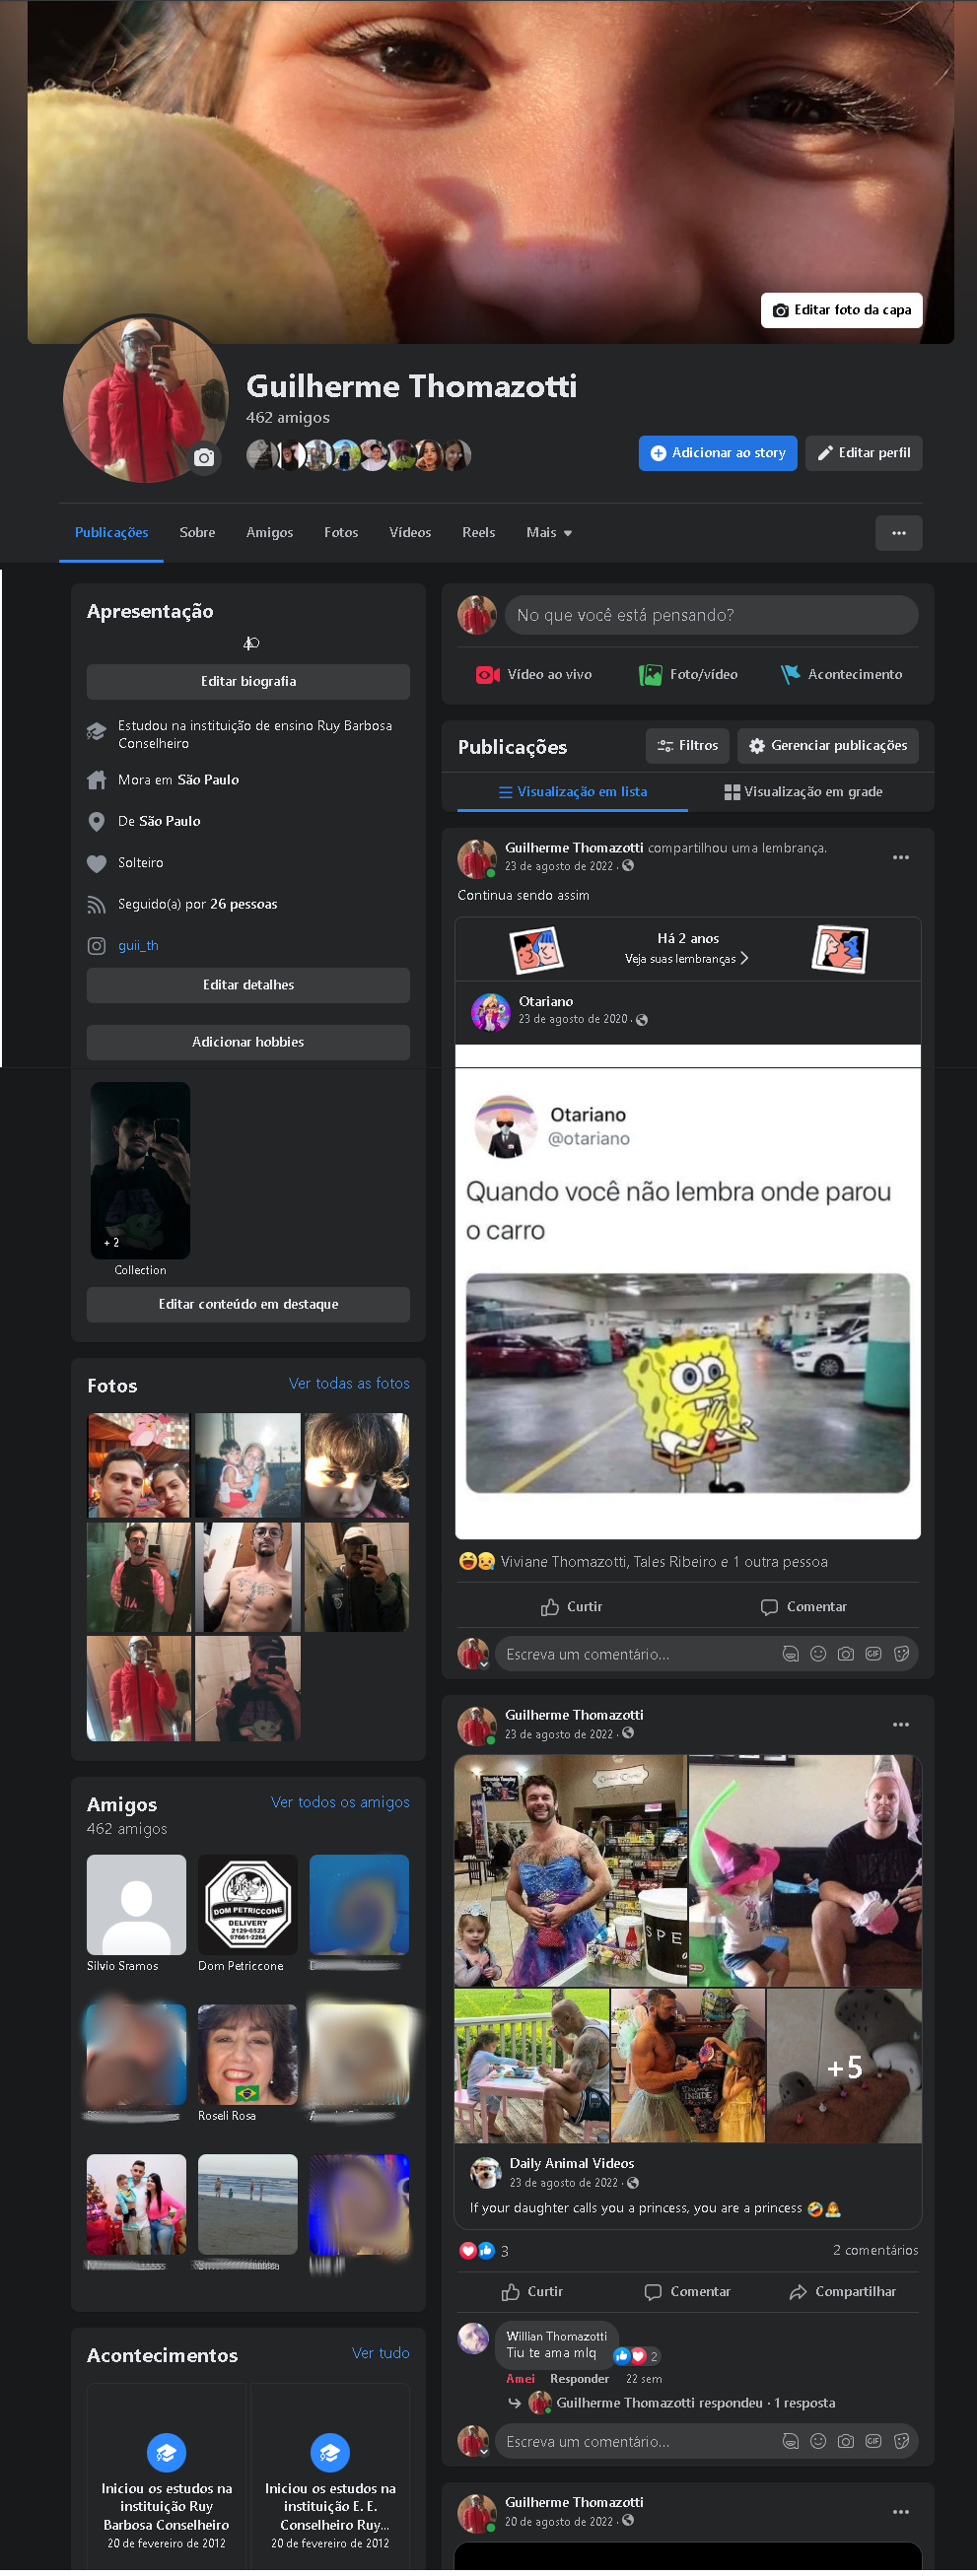 Editar foto da capa
Guilherme Thomazotti
462 amigos
Adicionar ao story
Editar perfil
Publicações
Sobre
Amigos
Fotos
Vídeos
Reels
Mais
Apresentação
Editar biografia
Estudou na instituição de ensino Ruy Barbosa
Conselheiro
Mora em São Paulo
De São Paulo
Solteiro
Seguido(a) por 26 pessoas
guii_th
Editar detalhes
Adicionar hobbies
+ 2
Collection
Editar conteúdo em destaque
Fotos
Ver todas as fotos
Amigos
Ver todos os amigos
462 amigos
DOM PETRICCONE
DELIVERY
2129-6522
97661-2284
Silvio Sramos
Dom Petriccone
Roseli Rosa
Acontecimentos
Ver tudo
Iniciou os estudos na
instituição Ruy
Barbosa Conselheiro
20 de fevereiro de 2012
Iniciou os estudos na
instituição E. E.
Conselheiro Ruy...
20 de fevereiro de 2012
No que você está pensando?
Vídeo ao vivo
Foto/vídeo
Acontecimento
Publicações
Filtros
Gerenciar publicações
Visualização em lista
Visualização em grade
Guilherme Thomazotti compartilhou uma lembrança.
23 de agosto de 2022 ·
Continua sendo assim
Há 2 anos
Veja suas lembranças
Otariano
23 de agosto de 2020 ·
Otariano
@otariano
Quando você não lembra onde parou
o carro
Viviane Thomazotti, Tales Ribeiro e 1 outra pessoa
Curtir
Comentar
Escreva um comentário...
GIF
Guilherme Thomazotti
23 de agosto de 2022 ·
SPE
+5
Daily Animal Videos
23 de agosto de 2022 ·
If your daughter calls you a princess, you are a princess 🤣🧜‍♀️
3
2 comentários
Curtir
Comentar
Compartilhar
Willian Thomazotti
Tiu te ama mlq
2
Amei
Responder
22 sem
Guilherme Thomazotti respondeu · 1 resposta
Escreva um comentário...
GIF
Guilherme Thomazotti
20 de agosto de 2022 ·